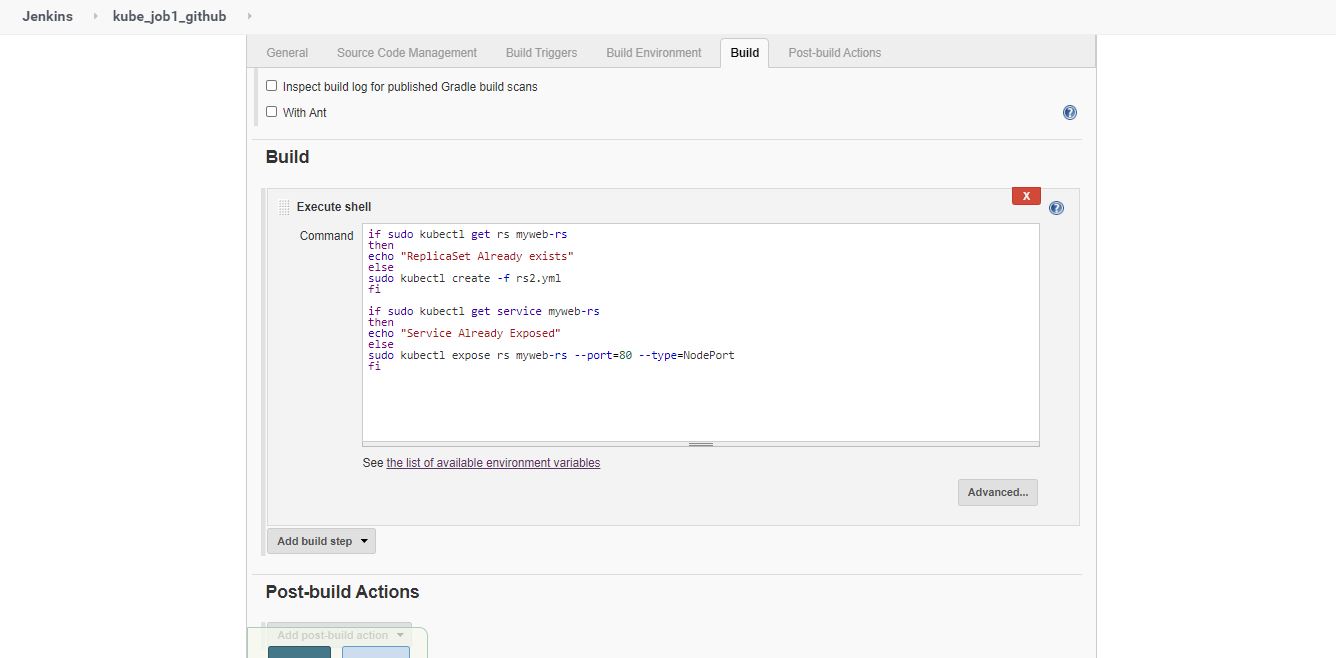 Jenkins kube_job1_github
General Source Code Management Build Triggers Build Environment Build Post-build Actions
Inspect build log for published Gradle build scans
With Ant
Build
X
Execute shell
Command
if sudo kubectl get rs myweb-rs
then
echo "ReplicaSet Already exists"
else
sudo kubectl create -f rs2.yml
fi
if sudo kubectl get service myweb-rs
then
echo "Service Already Exposed"
else
sudo kubectl expose rs myweb-rs --port=80 --type=NodePort
fi
See the list of available environment variables
Advanced...
Add build step
Post-build Actions
Add post-build action